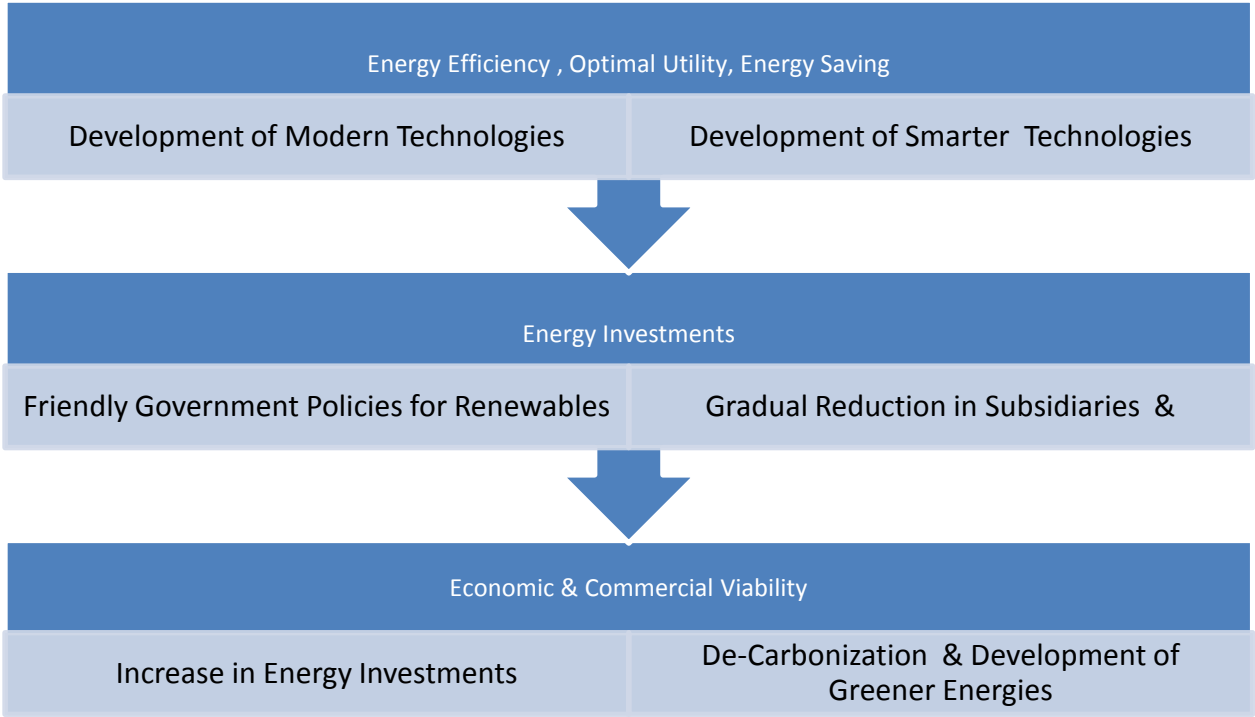 Energy Efficiency , Optimal Utility, Energy Saving
Development of Modern Technologies
Development of Smarter Technologies
Energy Investments
Friendly Government Policies for Renewables
Gradual Reduction in Subsidiaries &
Economic & Commercial Viability
Increase in Energy Investments
De-Carbonization & Development of
Greener Energies